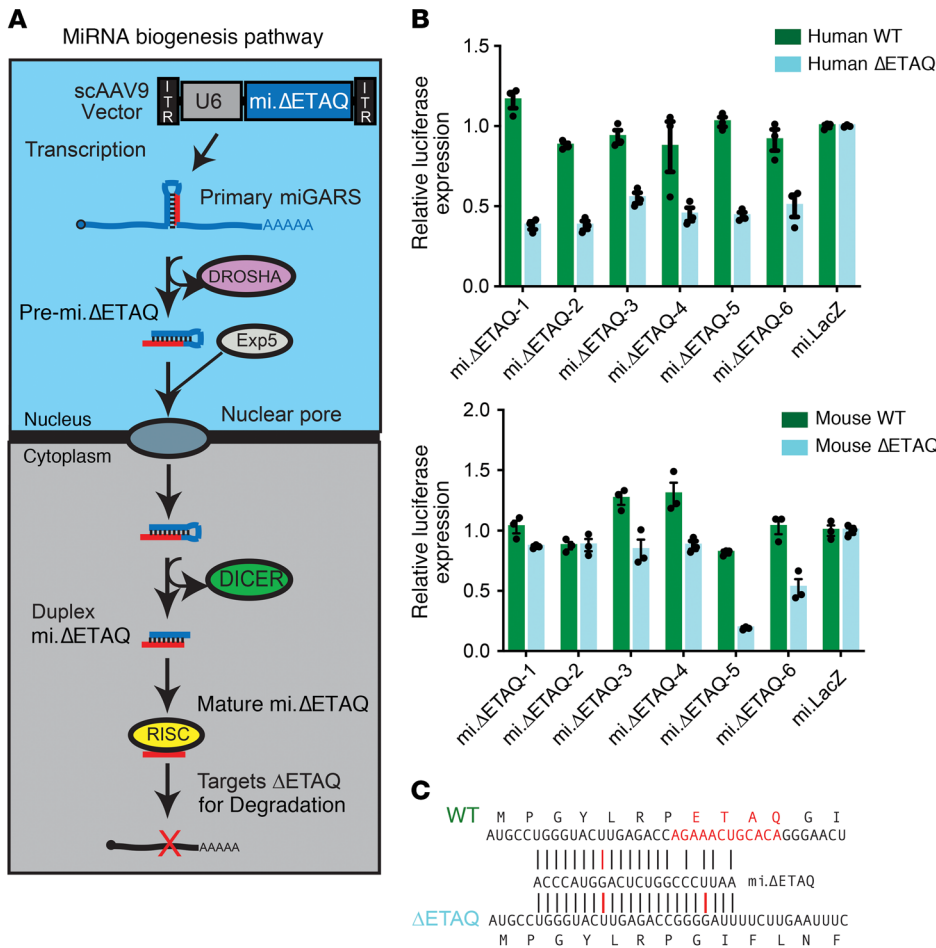 A
MiRNA biogenesis pathway
scAAV9
Vector
ITR
U6
mi.ΔETAQ
ITR
Transcription
Primary miGARS
AAAAA
DROSHA
Pre-mi.ΔETAQ
Exp5
Nucleus
Nuclear pore
Cytoplasm
DICER
Duplex
mi.ΔETAQ
Mature mi.ΔETAQ
RISC
Targets ΔETAQ
for Degradation
X
AAAAA
B
Human WT
Human ΔETAQ
Relative luciferase
expression
1.5
1.0
0.5
0.0
mi.ΔETAQ-1
mi.ΔETAQ-2
mi.ΔETAQ-3
mi.ΔETAQ-4
mi.ΔETAQ-5
mi.ΔETAQ-6
mi.LacZ
Mouse WT
Mouse ΔETAQ
Relative luciferase
expression
2.0
1.5
1.0
0.5
0.0
mi.ΔETAQ-1
mi.ΔETAQ-2
mi.ΔETAQ-3
mi.ΔETAQ-4
mi.ΔETAQ-5
mi.ΔETAQ-6
mi.LacZ
C
WT M P G Y L R P E T A Q G I
AUGCCUGGGUACUUGAGACCAGAAACUGCACAGGGAACU
ACCCAUGGACUCUGGCCCUUAA mi.ΔETAQ
ΔETAQ AUGCCUGGGUACUUGAGACCGGGGAUUUUCUUGAAUUUC
M P G Y L R P G I F L N F